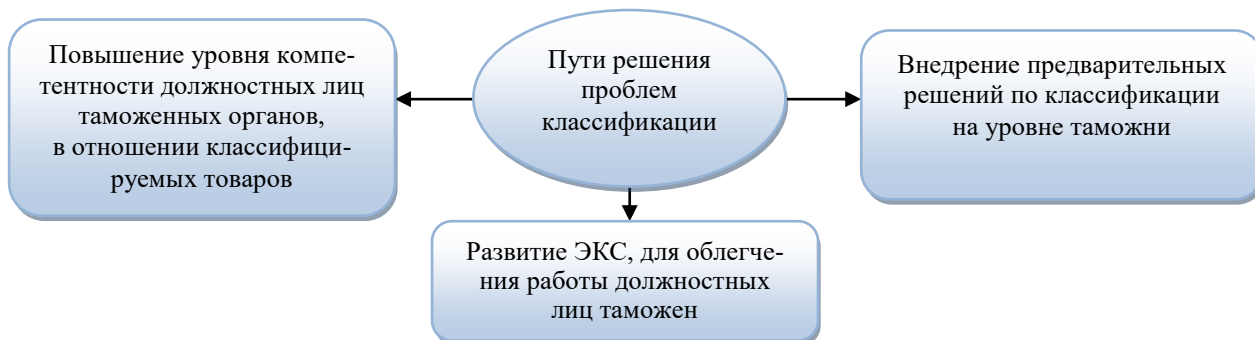 Повышение уровня компе-
тентности должностных лиц
таможенных органов,
в отношении классифици-
руемых товаров
Пути решения
проблем
классификации
Внедрение предварительных
решений по классификации
на уровне таможни
Развитие ЭКС, для облегче-
ния работы должностных
лиц таможен